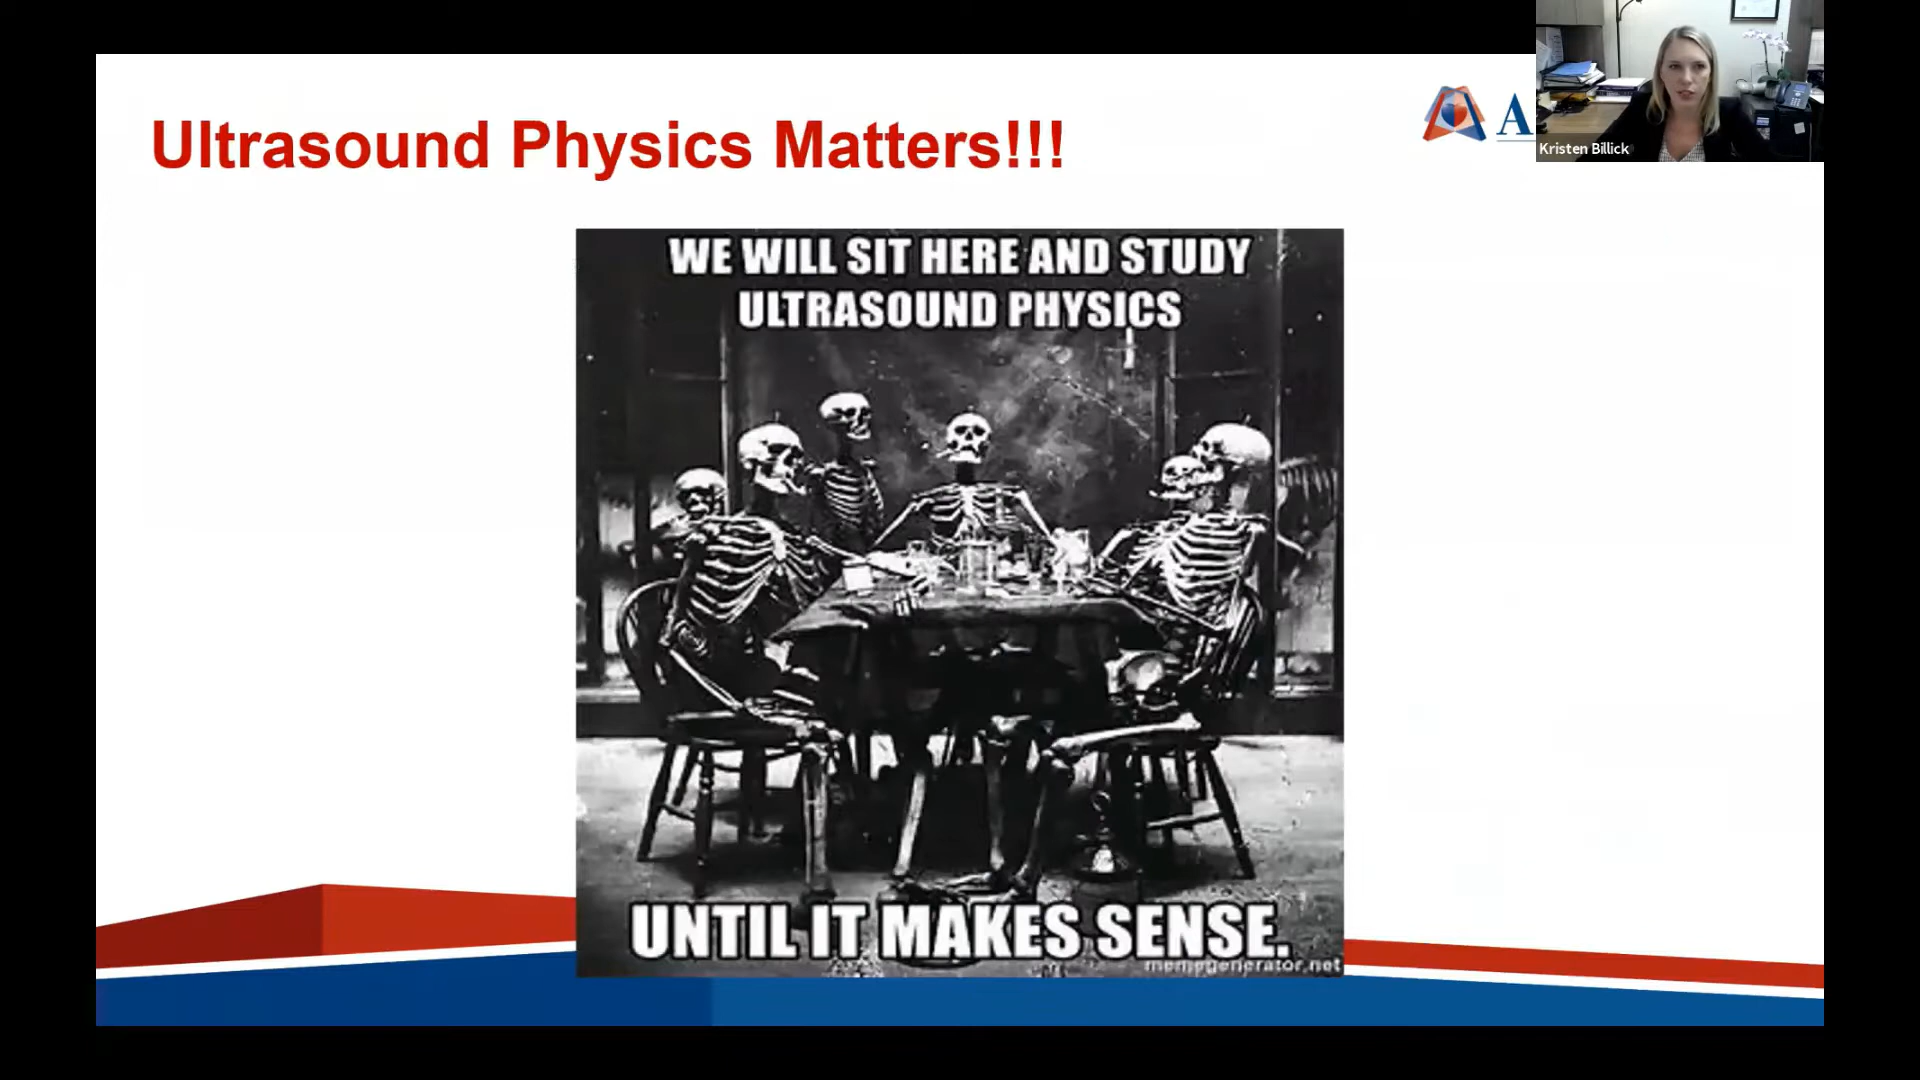 Ultrasound Physics Matters!!!
A
Kristen Billick
WE WILL SIT HERE AND STUDY
ULTRASOUND PHYSICS
UNTIL IT MAKES SENSE.
memegenerator.net